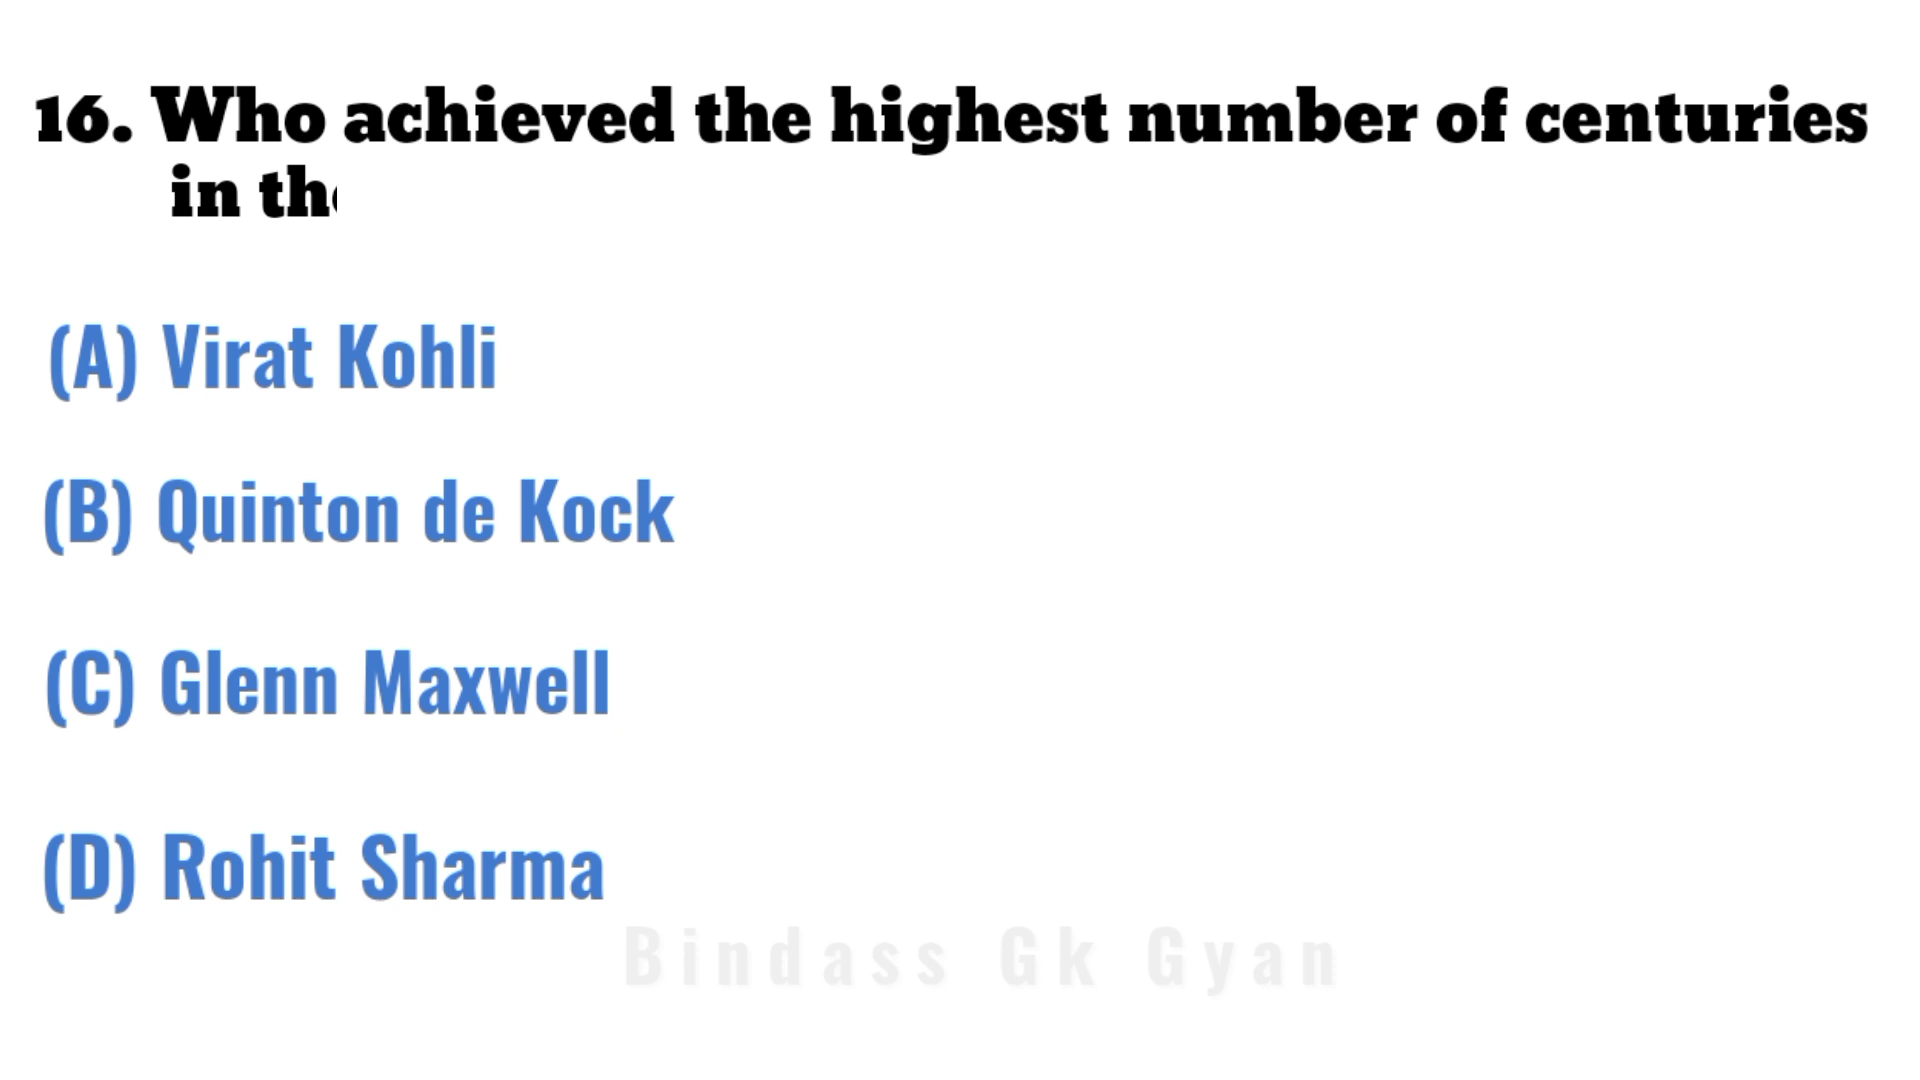 16. Who achieved the highest number of centuries
in the
(A) Virat Kohli
(B) Quinton de Kock
(C) Glenn Maxwell
(D) Rohit Sharma
Bindass Gk Gyan